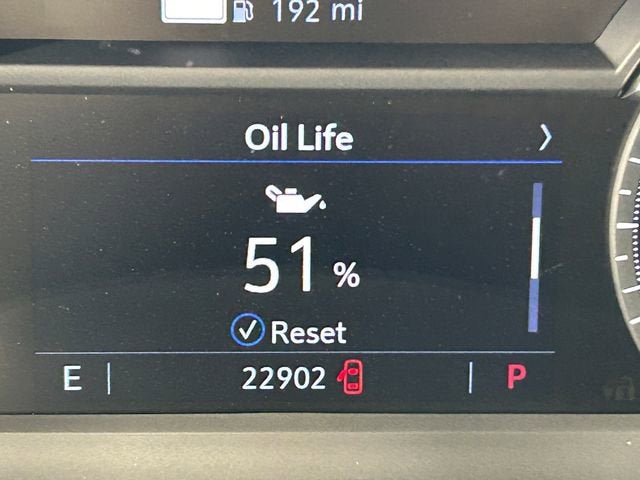 192 mi
Oil Life
51 %
Reset
E 22902 P